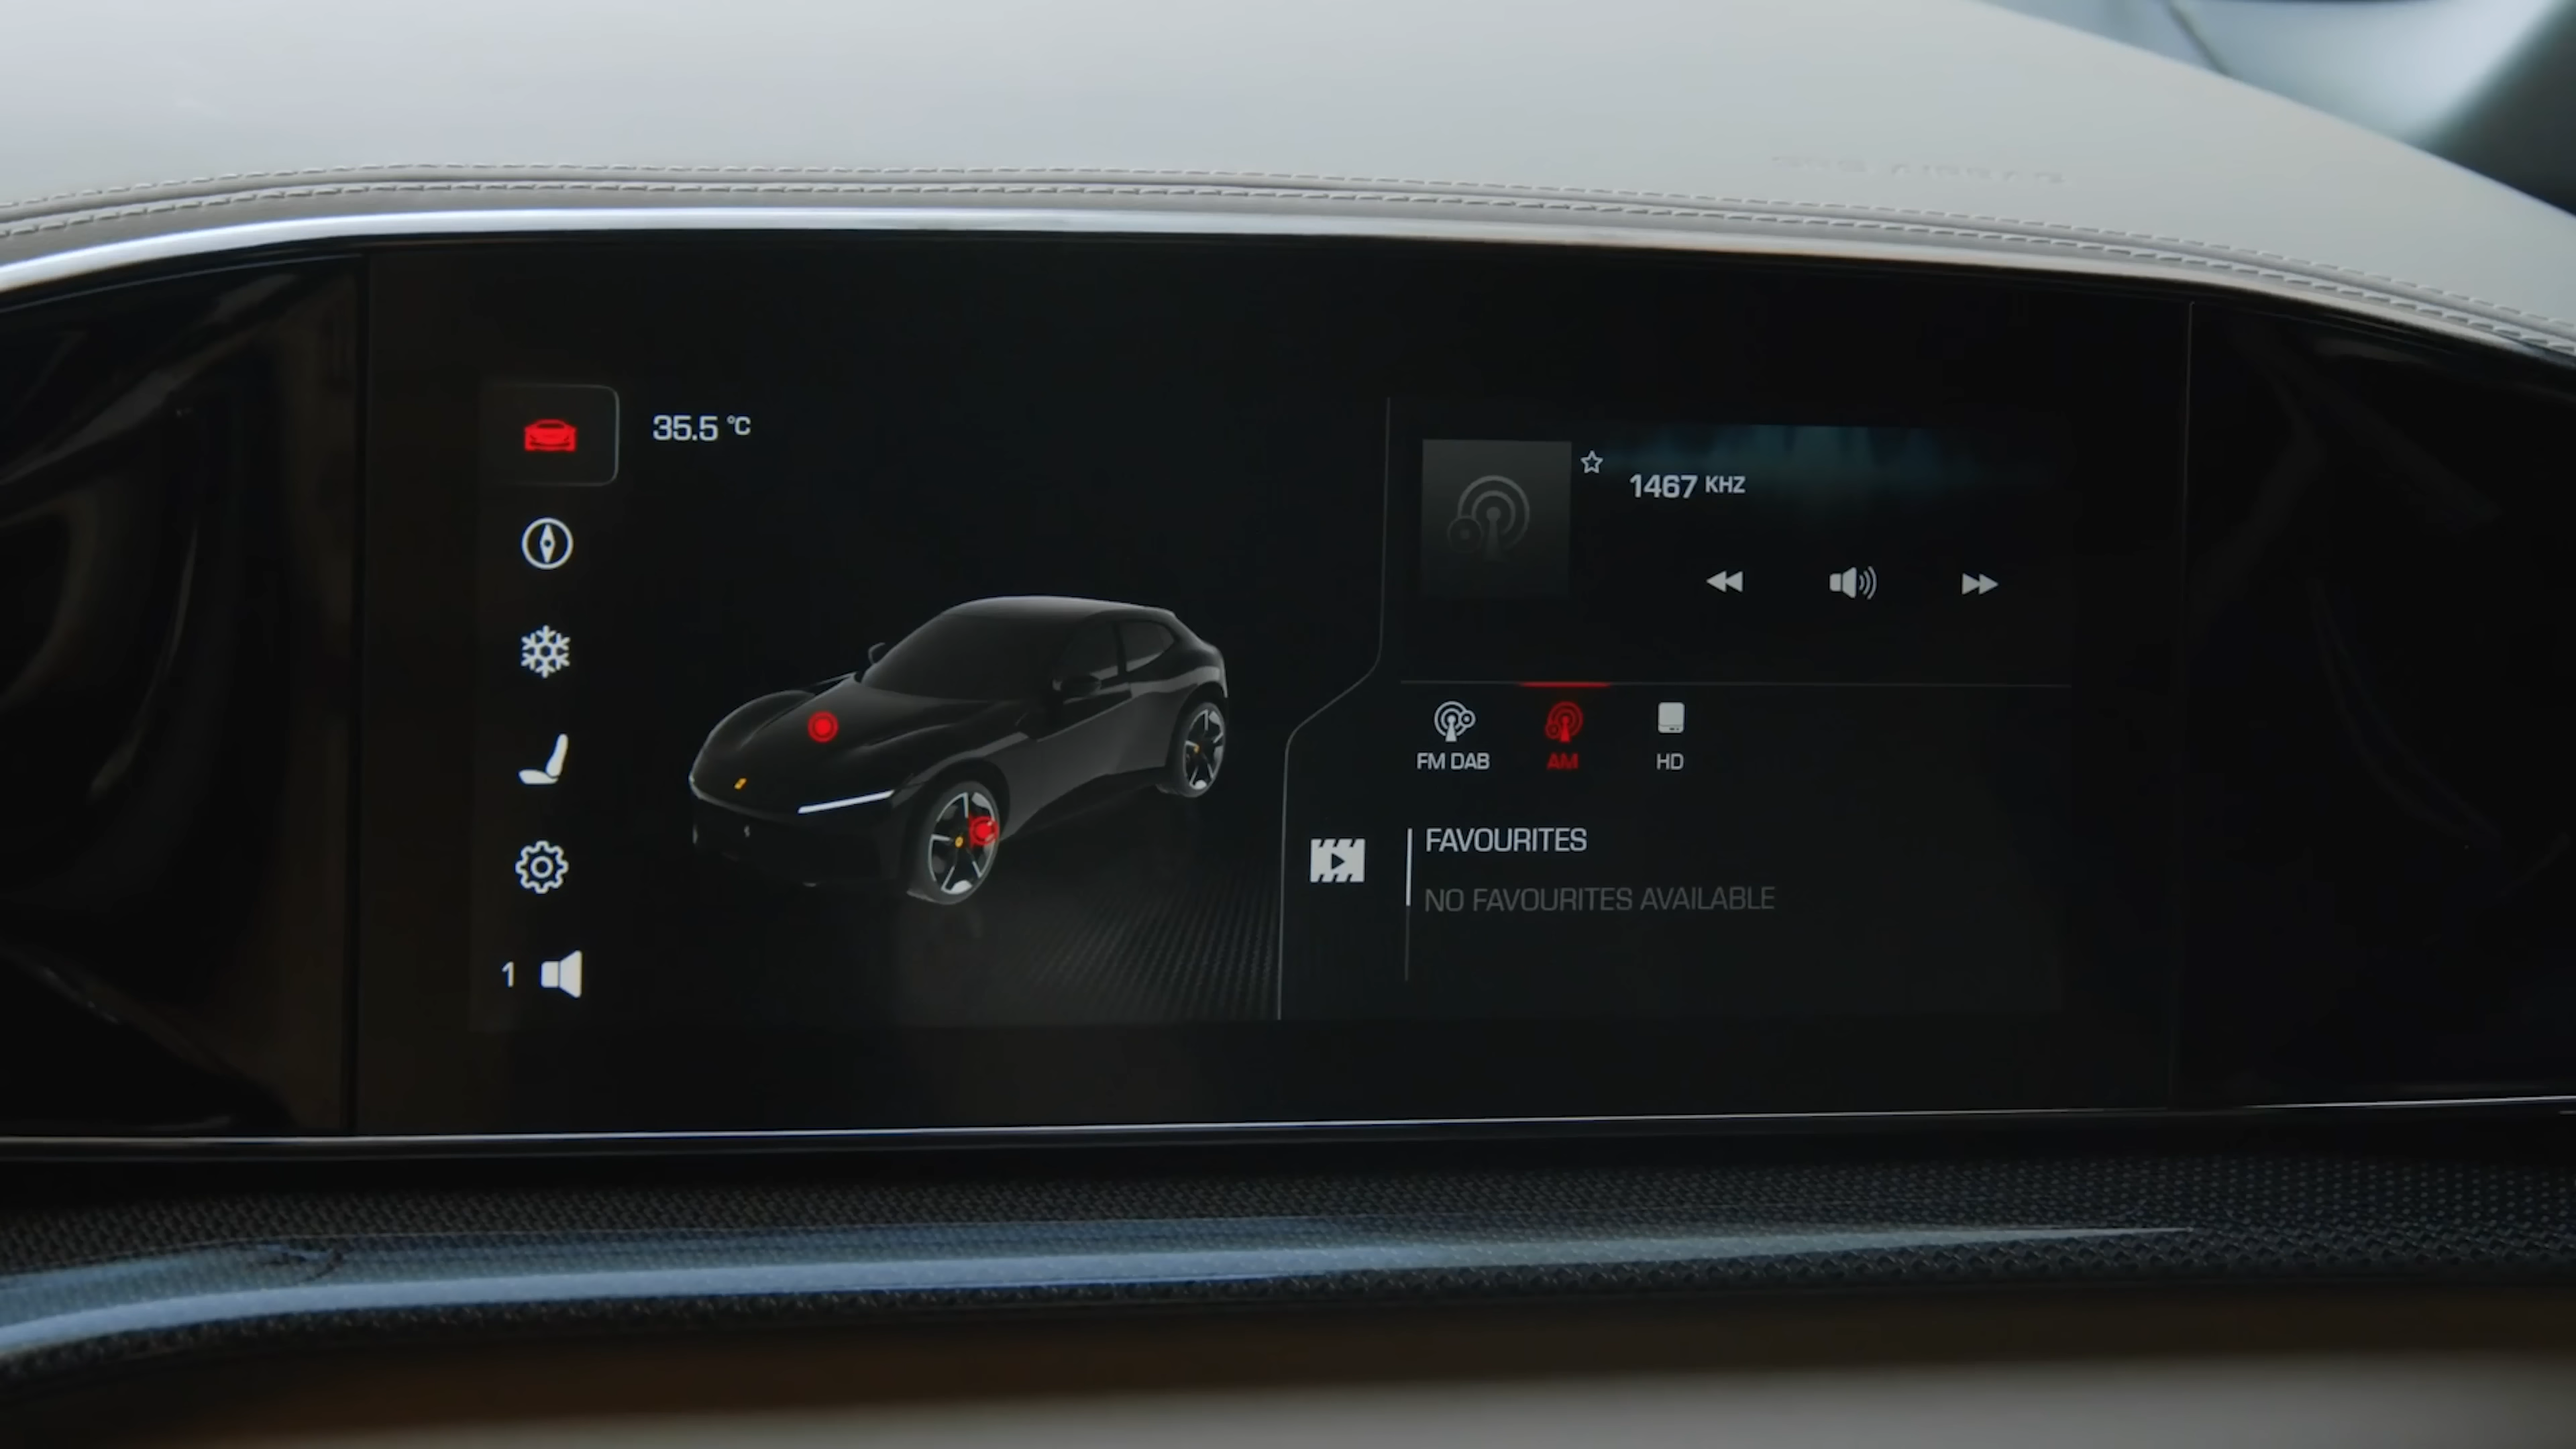 35.5 °C
1467 KHZ
FM DAB
AM
HD
FAVOURITES
NO FAVOURITES AVAILABLE
1